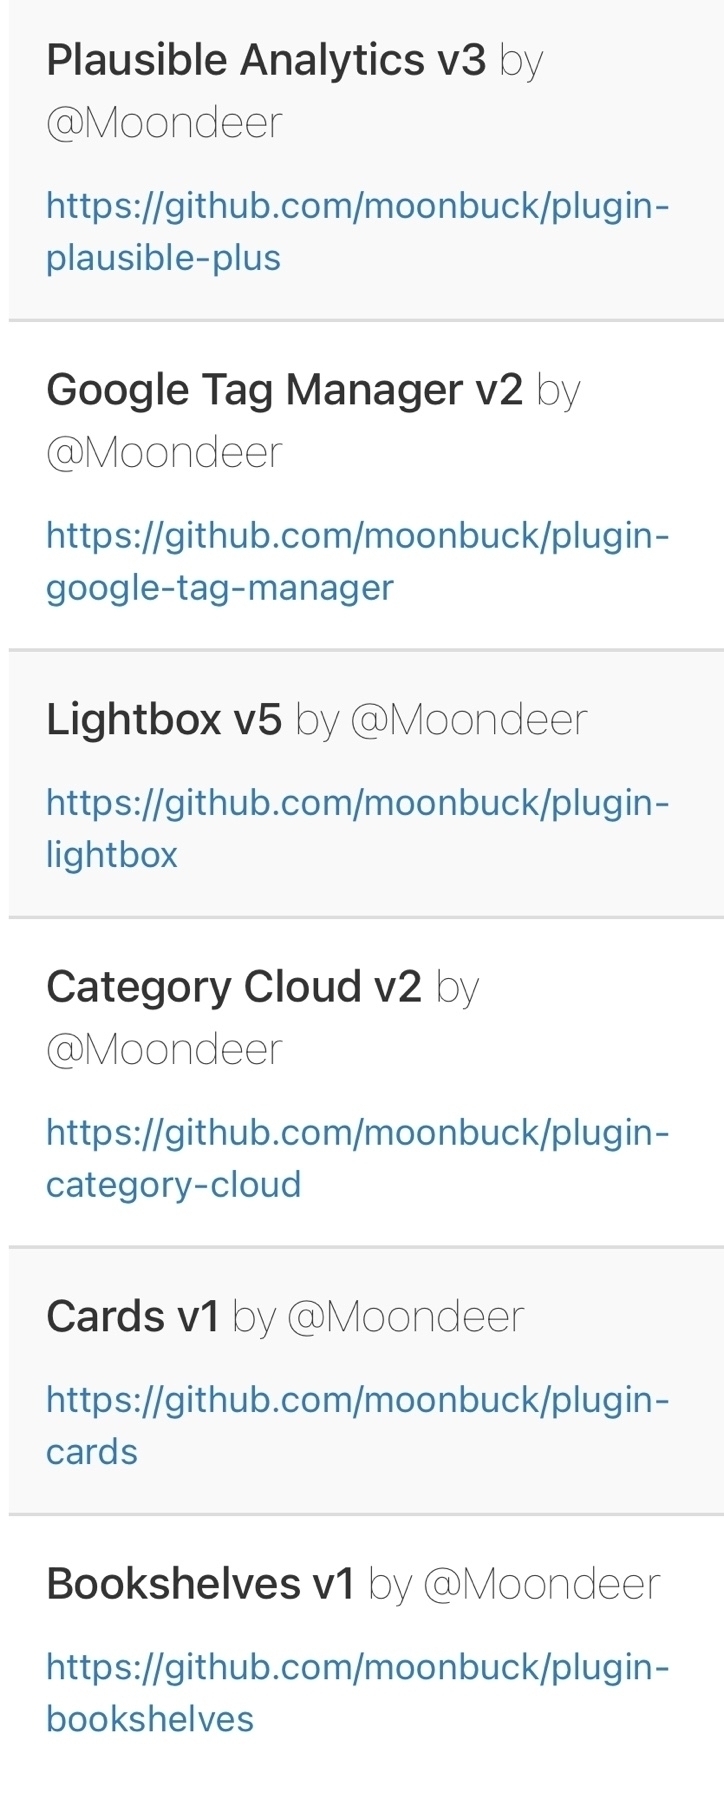 Plausible Analytics v3 by
@Moondeer
https://github.com/moonbuck/plugin-
plausible-plus
Google Tag Manager v2 by
@Moondeer
https://github.com/moonbuck/plugin-
google-tag-manager
Lightbox v5 by @Moondeer
https://github.com/moonbuck/plugin-
lightbox
Category Cloud v2 by
@Moondeer
https://github.com/moonbuck/plugin-
category-cloud
Cards v1 by @Moondeer
https://github.com/moonbuck/plugin-
cards
Bookshelves v1 by @Moondeer
https://github.com/moonbuck/plugin-
bookshelves